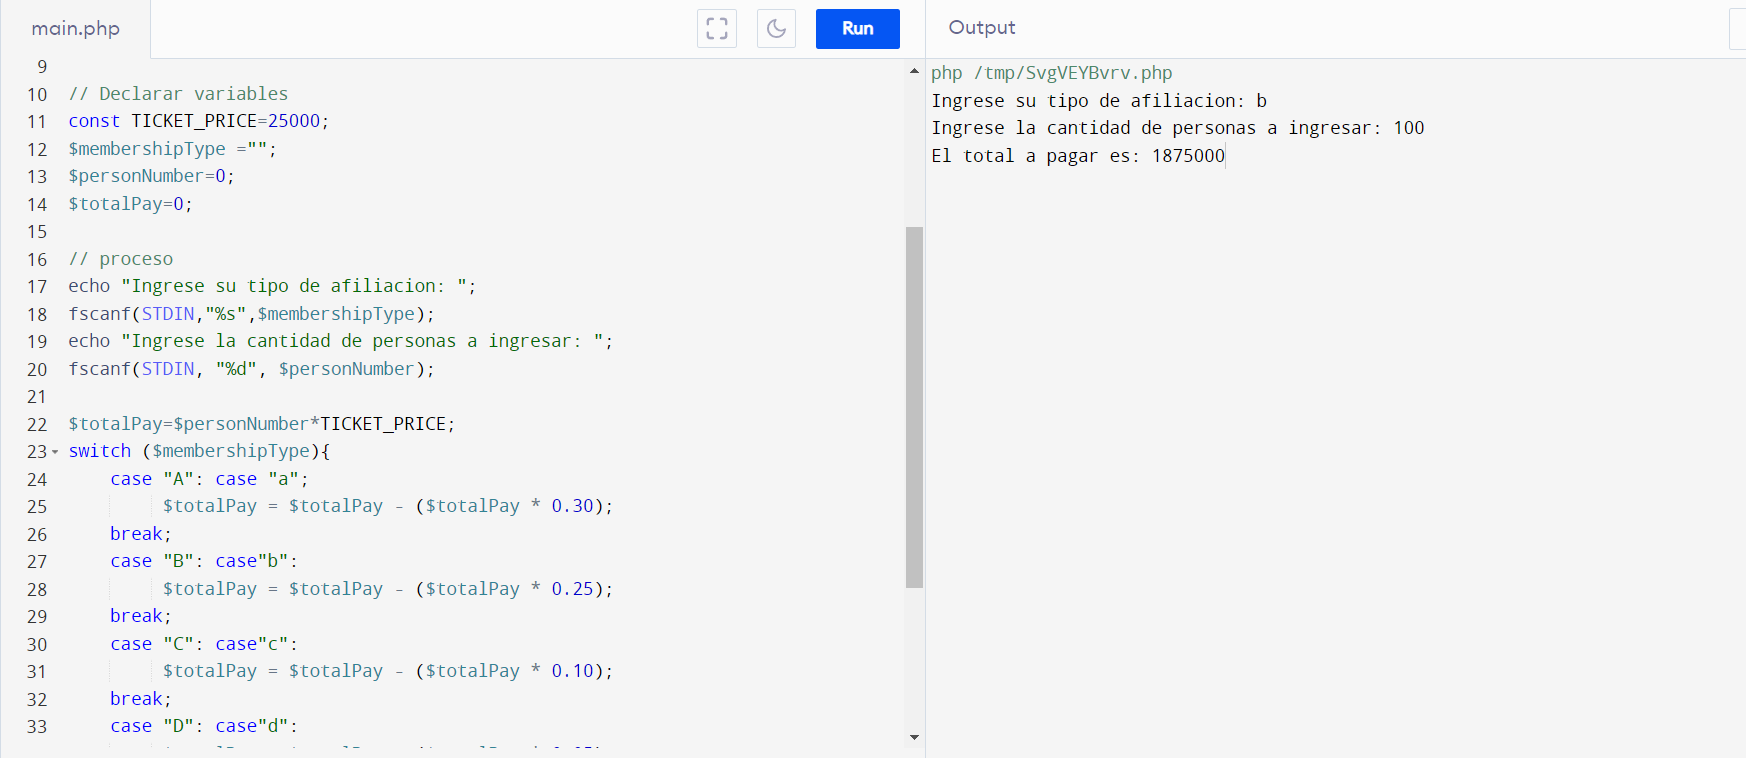 main.php
Run
Output
9
10 // Declarar variables
11 const TICKET_PRICE=25000;
12 $membershipType ="";
13 $personNumber=0;
14 $totalPay=0;
15
16 // proceso
17 echo "Ingrese su tipo de afiliacion: ";
18 fscanf(STDIN,"%s",$membershipType);
19 echo "Ingrese la cantidad de personas a ingresar: ";
20 fscanf(STDIN, "%d", $personNumber);
21
22 $totalPay=$personNumber*TICKET_PRICE;
23 switch ($membershipType){
24 case "A": case "a";
25 $totalPay = $totalPay - ($totalPay * 0.30);
26 break;
27 case "B": case"b":
28 $totalPay = $totalPay - ($totalPay * 0.25);
29 break;
30 case "C": case"c":
31 $totalPay = $totalPay - ($totalPay * 0.10);
32 break;
33 case "D": case"d":
php /tmp/SvgVEYBvrv.php
Ingrese su tipo de afiliacion: b
Ingrese la cantidad de personas a ingresar: 100
El total a pagar es: 1875000